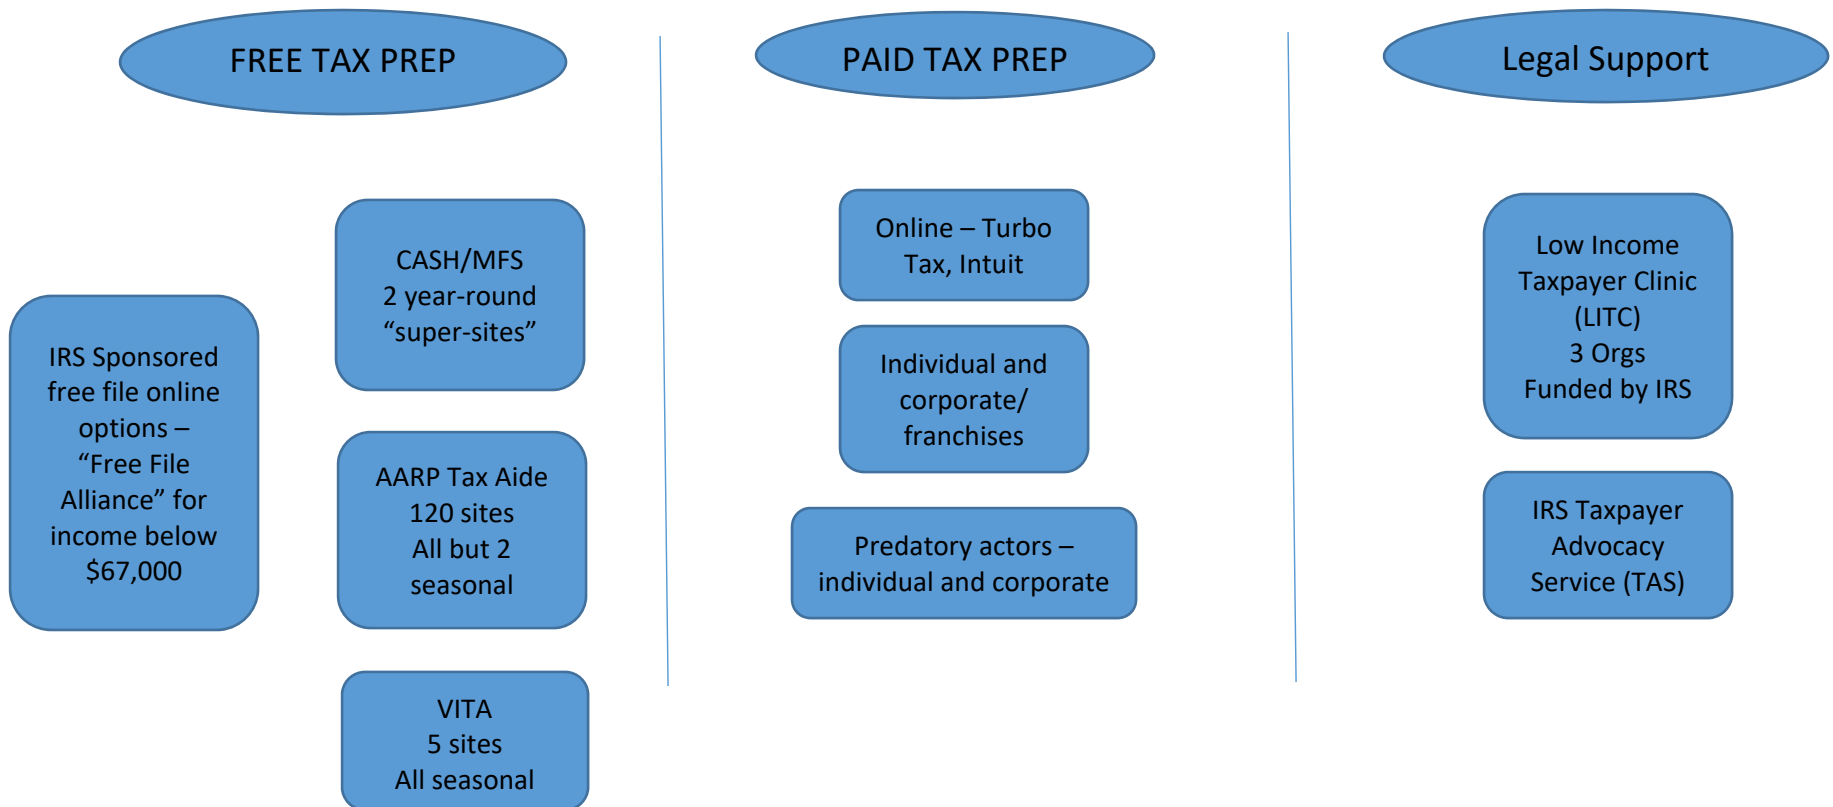 FREE TAX PREP
IRS Sponsored
free file online
options –
“Free File
Alliance” for
income below
$67,000
CASH/MFS
2 year-round
“super-sites”
AARP Tax Aide
120 sites
All but 2
seasonal
VITA
5 sites
All seasonal
PAID TAX PREP
Online – Turbo
Tax, Intuit
Individual and
corporate/
franchises
Predatory actors –
individual and corporate
Legal Support
Low Income
Taxpayer Clinic
(LITC)
3 Orgs
Funded by IRS
IRS Taxpayer
Advocacy
Service (TAS)